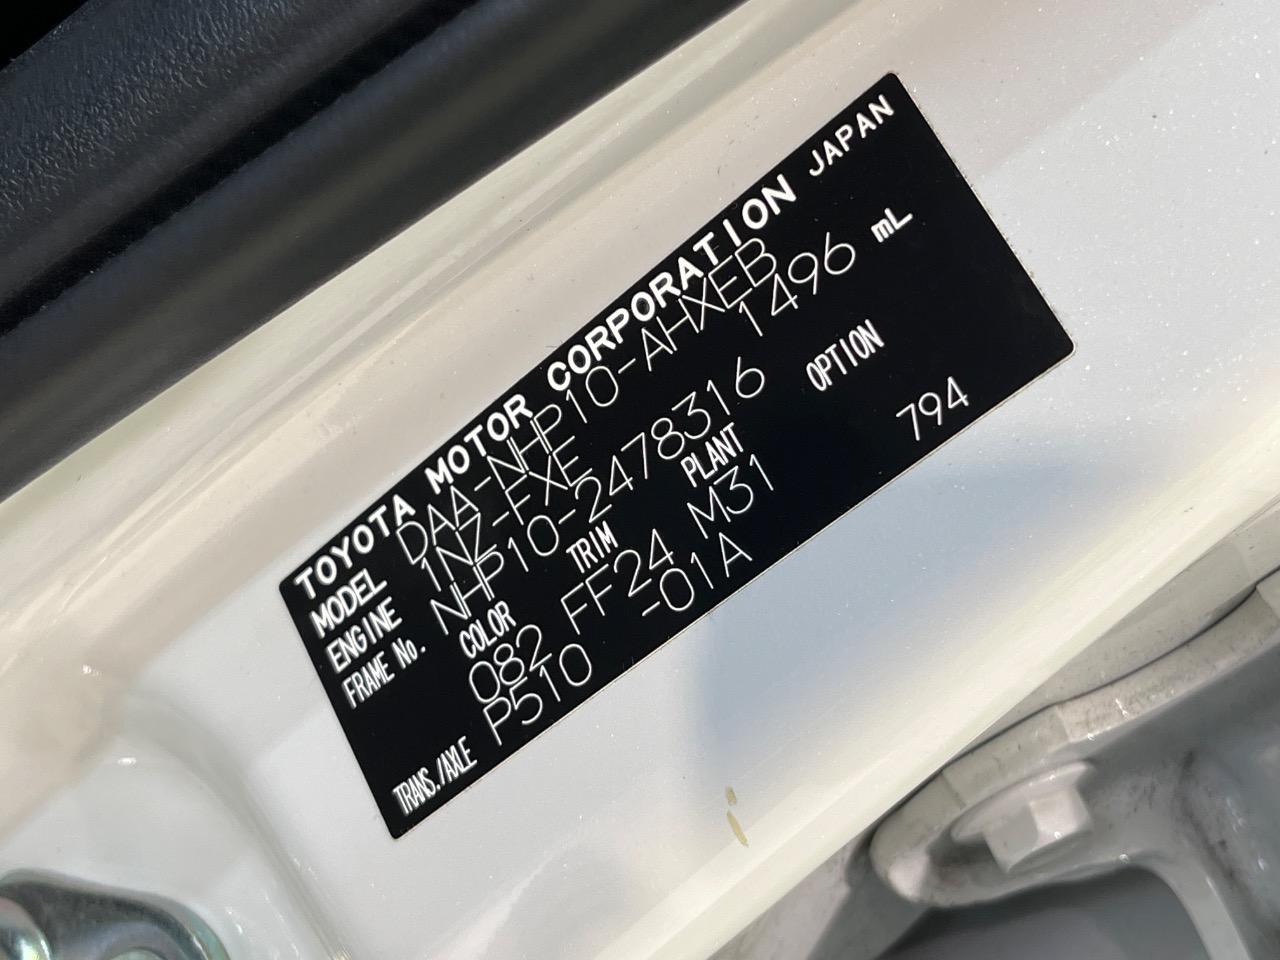 TOYOTA MOTOR CORPORATION JAPAN
MODEL DAA-NHP10-AHXEB
ENGINE 1NZ-FXE 1496 mL
FRAME No. NHP10-2478316
COLOR TRIM PLANT OPTION
082 FF24 M31 794
TRANS./AXLE P510 -01A